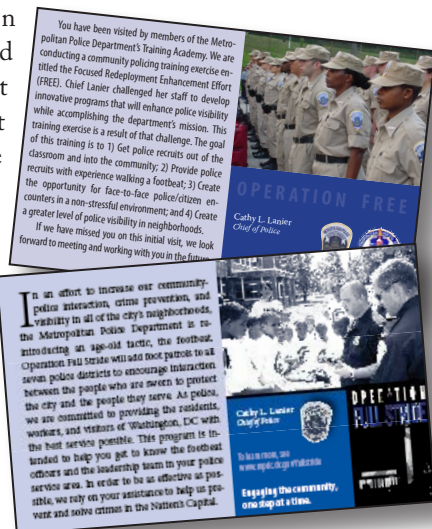 n
d
t
t
e
You have been visited by members of the Metro-
politan Police Department's Training Academy. We are
conducting a community policing training exercise en-
titled the Focused Redeployment Enhancement Effort
(FREE). Chief Lanier challenged her staff to develop
innovative programs that will enhance police visibility
while accomplishing the department's mission. This
training exercise is a result of that challenge. The goal
of this training is to 1) Get police recruits out of the
classroom and into the community; 2) Provide police
recruits with experience walking a footbeat; 3) Create
the opportunity for face-to-face police/citizen en-
counters in a non-stressful environment; and 4) Create
a greater level of police visibility in neighborhoods.
If we have missed you on this initial visit, we look
forward to meeting and working with you in the future.
OPERATION FREE
Cathy L. Lanier
Chief of Police
In an effort to increase our community-
police interaction, crime prevention, and
visibility in all of the city's neighborhoods,
the Metropolitan Police Department is re-
introducing an age-old tactic, the footbeat.
Operation Full Stride will add foot patrols to all
seven police districts to encourage interaction
between the people who are sworn to protect
the city and the people they serve. As police,
we are committed to providing the residents,
workers, and visitors of Washington, DC with
the best service possible. This program is in-
tended to help you get to know the footbeat
officers and the leadership team in your police
service area. In order to be as effective as pos-
sible, we rely on your assistance to help us pre-
vent and solve crimes in the Nation's Capital.
Cathy L. Lanier
Chief of Police
To learn more, see
www.mpdc.dc.gov/fullstride
Engaging the community,
one step at a time.
OPERATION
FULL STRIDE